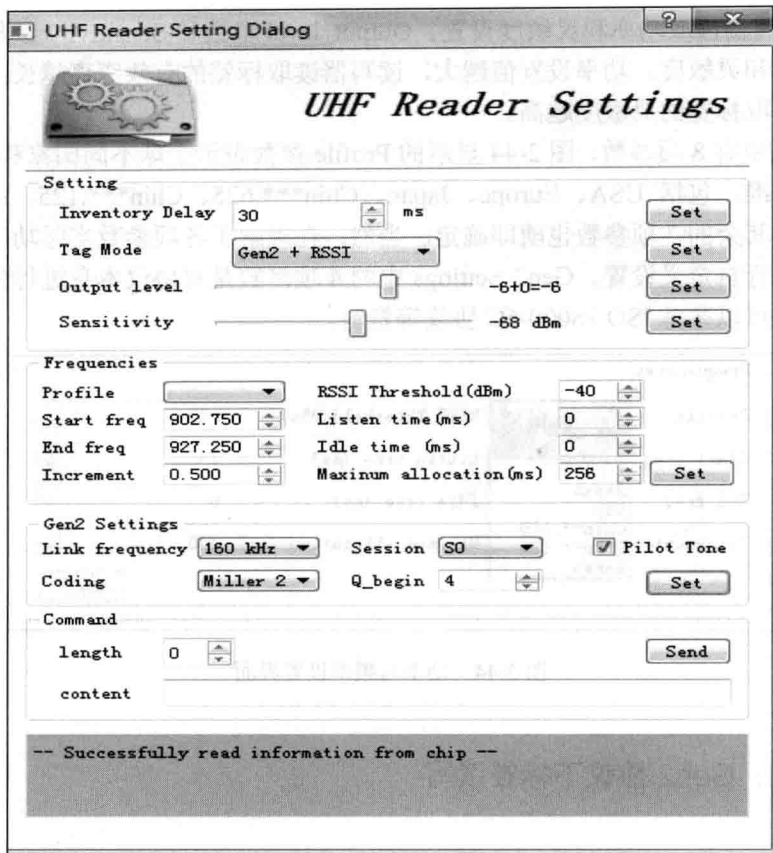 UHF Reader Setting Dialog
UHF Reader Settings
Setting
Inventory Delay 30 ms Set
Tag Mode Gen2 + RSSI Set
Output level -6+0=-6 Set
Sensitivity -68 dBm Set
Frequencies
Profile RSSI Threshold(dBm) -40
Start freq 902.750 Listen time(ms) 0
End freq 927.250 Idle time (ms) 0
Increment 0.500 Maxinun allocation(ms) 256 Set
Gen2 Settings
Link frequency 160 kHz Session S0 Pilot Tone
Coding Miller 2 Q_begin 4 Set
Command
length 0 Send
content
-- Successfully read information from chip --